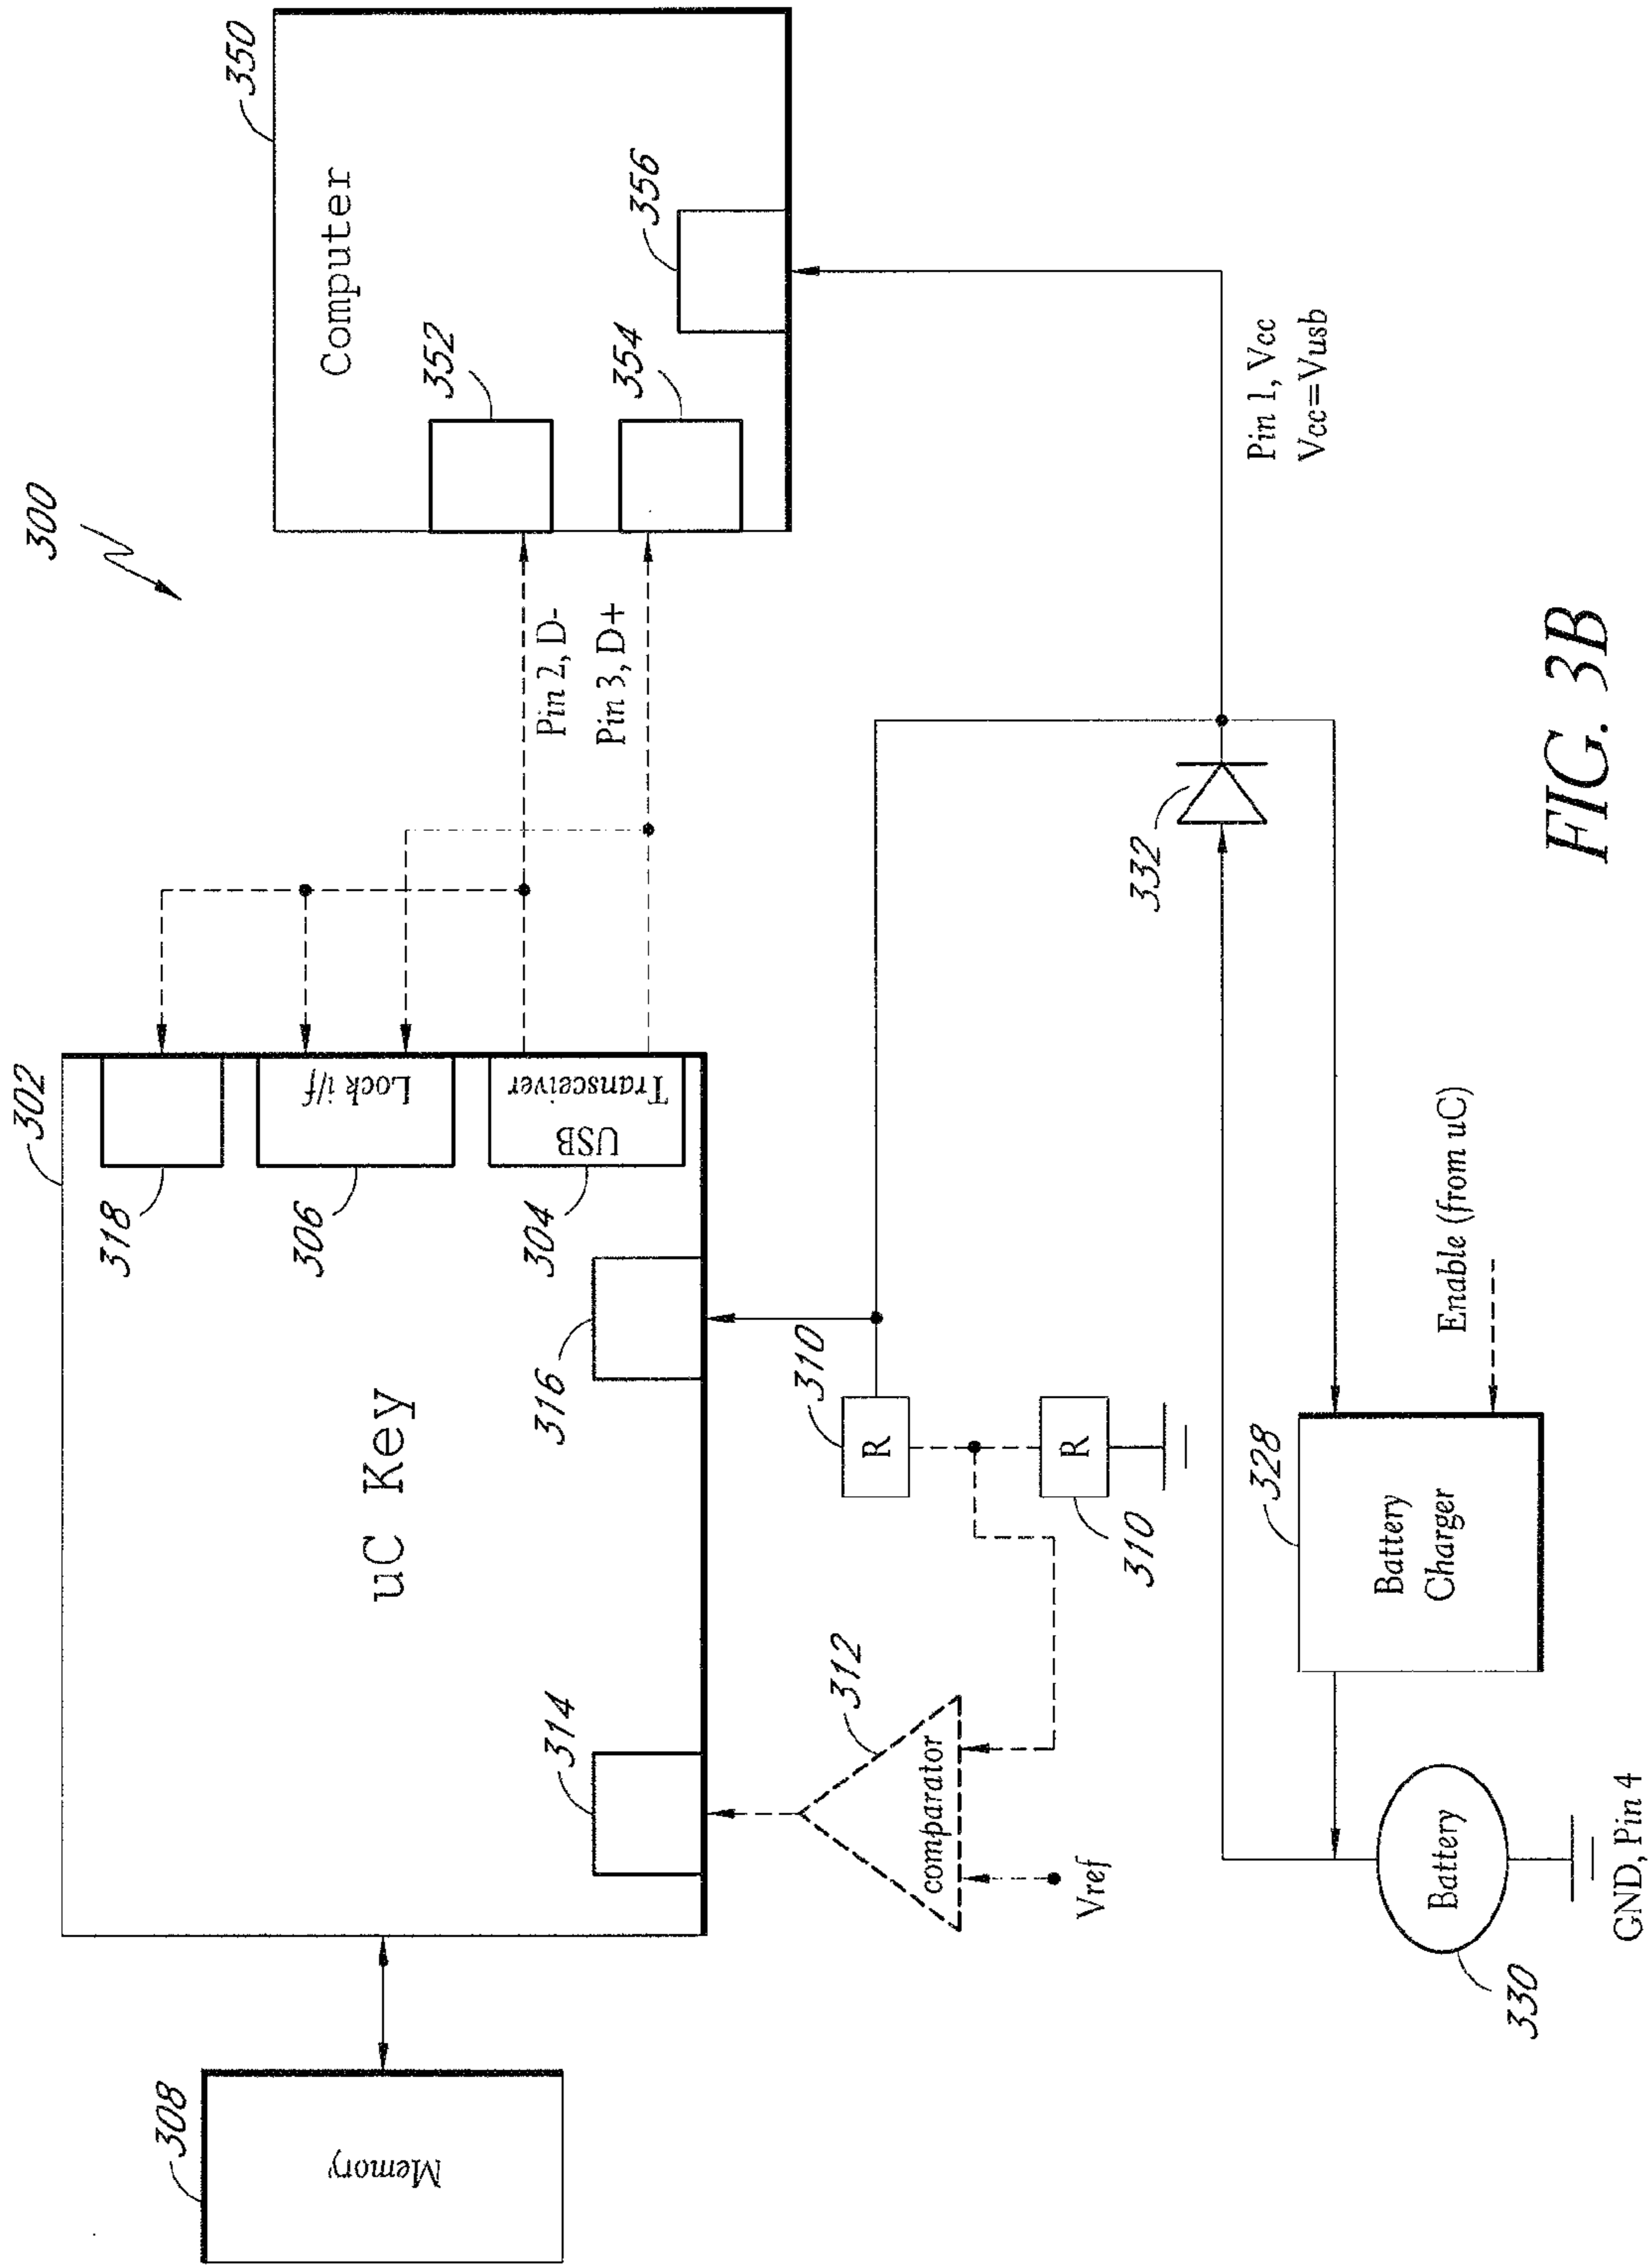 300
350
Computer
352
354
356
Pin 2, D-
Pin 3, D+
302
318
Lock i/f
306
USB
Transceiver
304
316
uC Key
314
308
Memory
310
R
R
310
312
comparator
Vref
332
Pin 1, Vcc
Vcc=Vusb
Enable (from uC)
328
Battery
Charger
Battery
330
GND, Pin 4
FIG. 3B